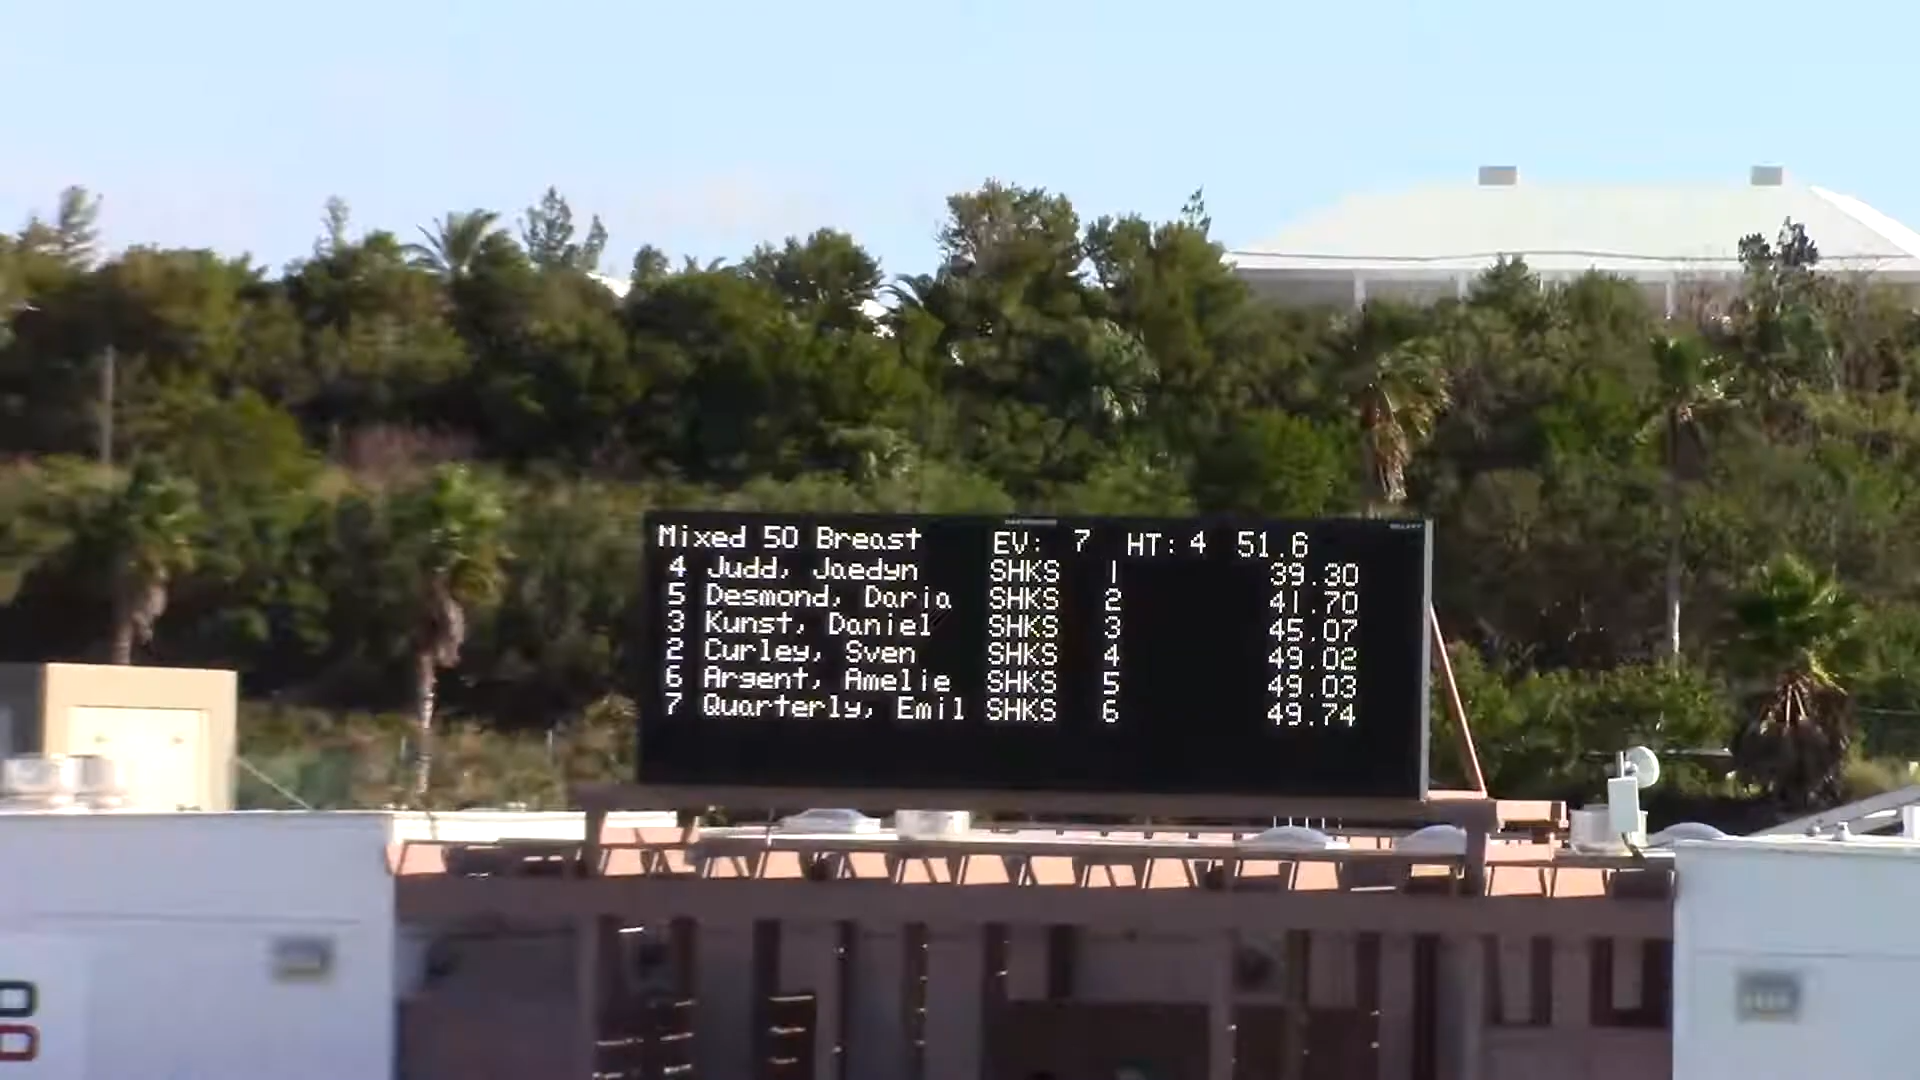 Mixed 50 Breast EV: 7 HT: 4 51.6
4 Judd, Jaedyn SHKS 1 39.30
5 Desmond, Daria SHKS 2 41.70
3 Kunst, Daniel SHKS 3 45.07
2 Curley, Sven SHKS 4 49.02
6 Argent, Amelie SHKS 5 49.03
7 Quarterly, Emil SHKS 6 49.74